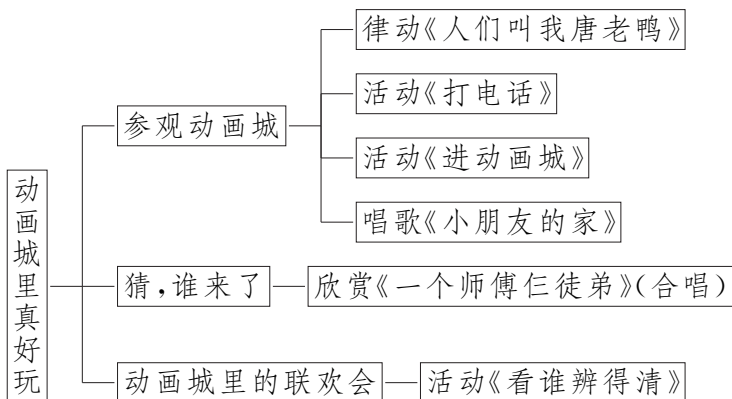 动画城里真好玩
参观动画城
律动《人们叫我唐老鸭》
活动《打电话》
活动《进动画城》
唱歌《小朋友的家》
猜,谁来了
欣赏《一个师傅仨徒弟》(合唱)
动画城里的联欢会
活动《看谁辨得清》